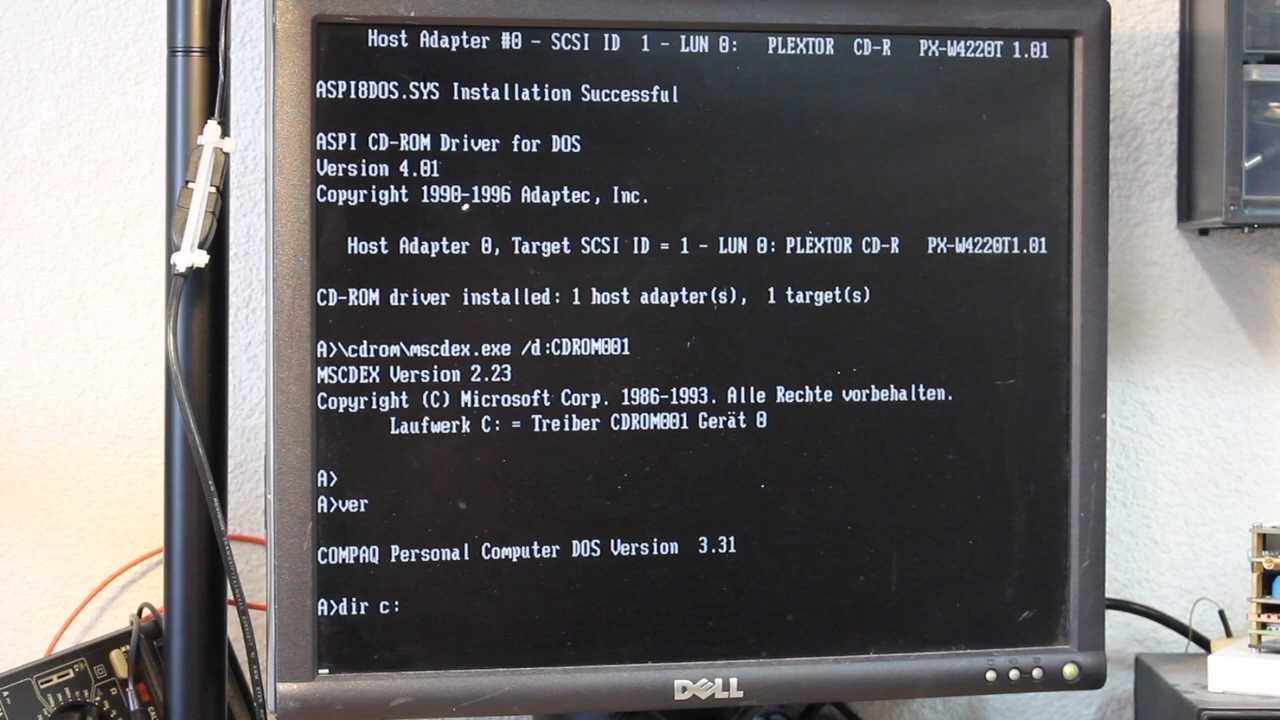 Host Adapter #0 - SCSI ID 1 - LUN 0: PLEXTOR CD-R PX-W4220T 1.01
ASPI8DOS.SYS Installation Successful
ASPI CD-ROM Driver for DOS
Version 4.01
Copyright 1990-1996 Adaptec, Inc.
Host Adapter 0, Target SCSI ID = 1 - LUN 0: PLEXTOR CD-R PX-W4220T1.01
CD-ROM driver installed: 1 host adapter(s), 1 target(s)
A>\cdrom\mscdex.exe /d:CDROM001
MSCDEX Version 2.23
Copyright (C) Microsoft Corp. 1986-1993. Alle Rechte vorbehalten.
Laufwerk C: = Treiber CDROM001 Gerät 0
A>
A>ver
COMPAQ Personal Computer DOS Version 3.31
A>dir c:
DELL